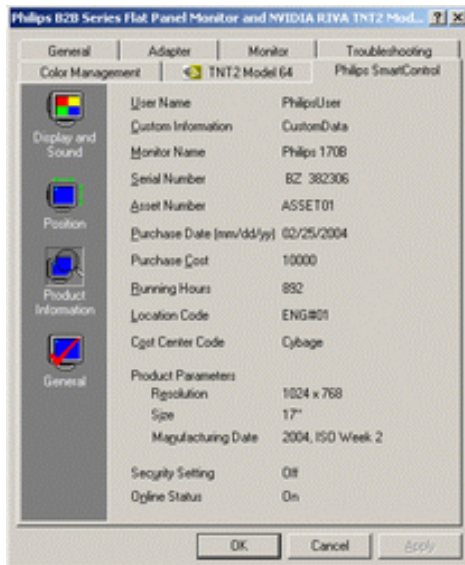 Philips B2B Series Flat Panel Monitor and NVIDIA RIVA TNT2 Mod... ? X
General Adapter Monitor Troubleshooting
Color Management TNT2 Model 64 Philips SmartControl
Display and Sound
Position
Product Information
General
User Name PhilipsUser
Custom Information CustomData
Monitor Name Philips 170B
Serial Number BZ 382306
Asset Number ASSET01
Purchase Date (mm/dd/yy) 02/25/2004
Purchase Cost 10000
Running Hours 892
Location Code ENG#01
Cost Center Code Cybage
Product Parameters
Resolution 1024 x 768
Size 17"
Manufacturing Date 2004, ISO Week 2
Security Setting Off
Online Status On
OK Cancel Apply